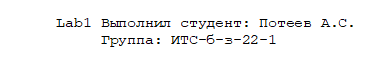 Lab1 Выполнил студент: Потеев А.С.
Группа: ИТС-б-з-22-1